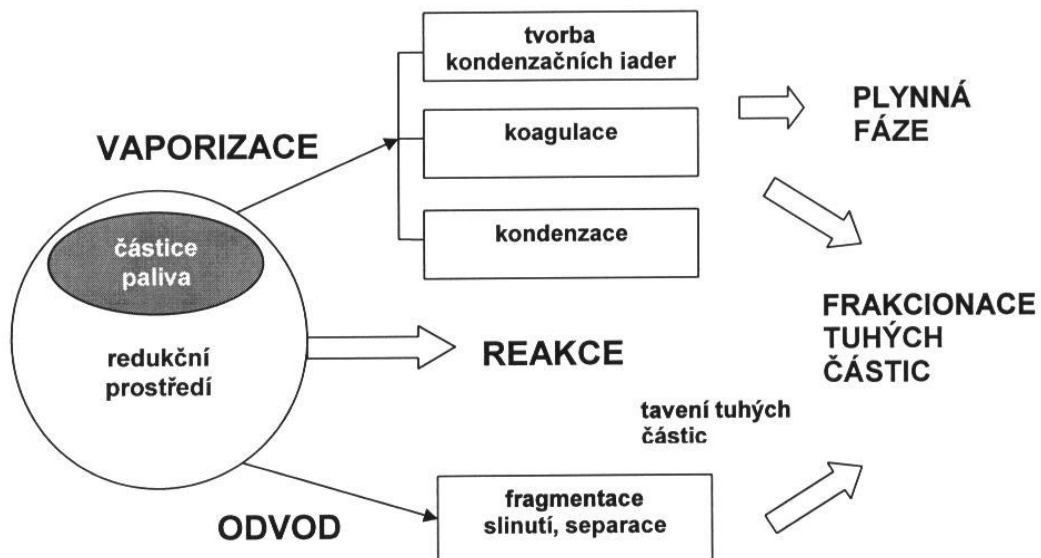 tvorba
kondenzačních iader
koagulace
kondenzace
PLYNNÁ
FÁZE
VAPORIZACE
částice
paliva
redukční
prostředí
REAKCE
FRAKCIONACE
TUHÝCH
ČÁSTIC
tavení tuhých
částic
ODVOD
fragmentace
slinutí, separace